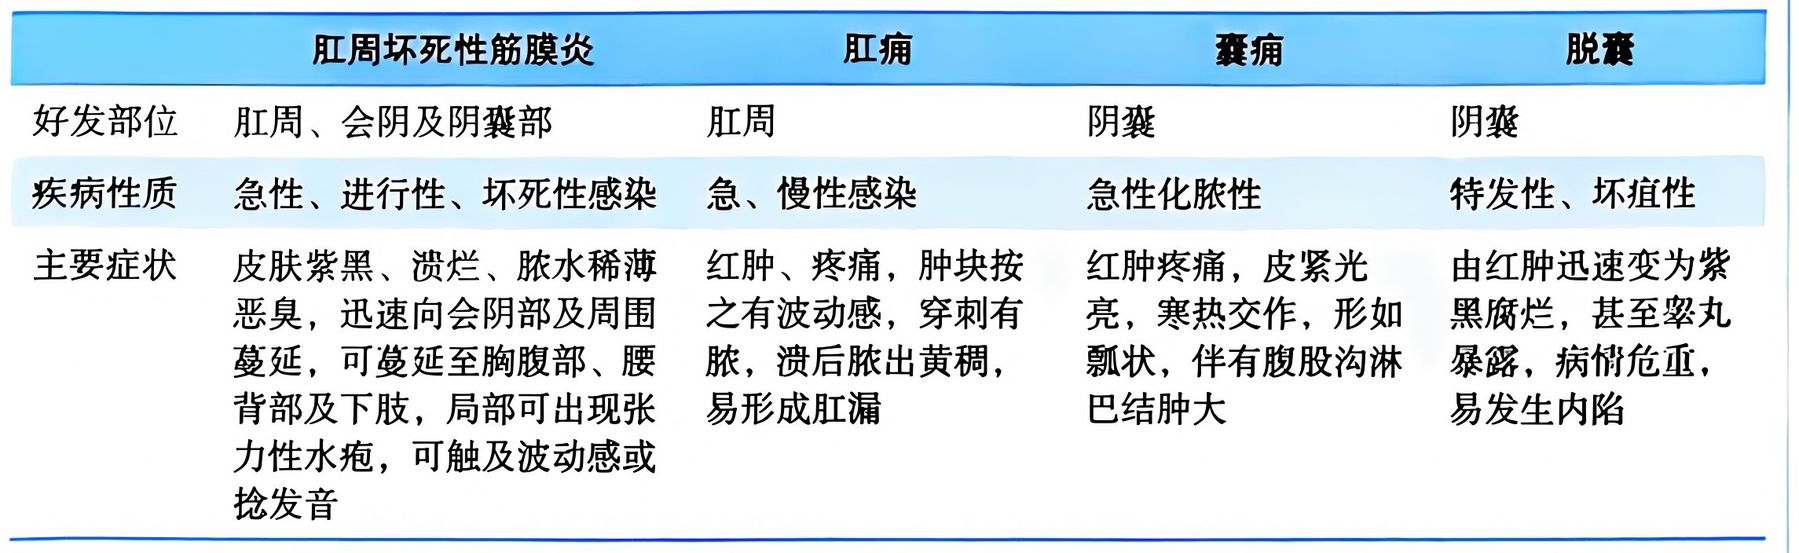 肛周坏死性筋膜炎 肛痈 囊痈 脱囊
好发部位 肛周、会阴及阴囊部 肛周 阴囊 阴囊
疾病性质 急性、进行性、坏死性感染 急、慢性感染 急性化脓性 特发性、坏疽性
主要症状 皮肤紫黑、溃烂、脓水稀薄 红肿、疼痛，肿块按 红肿疼痛，皮紧光 由红肿迅速变为紫
恶臭，迅速向会阴部及周围 之有波动感，穿刺有 亮，寒热交作，形如 黑腐烂，甚至睾丸
蔓延，可蔓延至胸腹部、腰 脓，溃后脓出黄稠， 瓢状，伴有腹股沟淋 暴露，病情危重，
背部及下肢，局部可出现张 易形成肛漏 巴结肿大 易发生内陷
力性水疱，可触及波动感或
捻发音